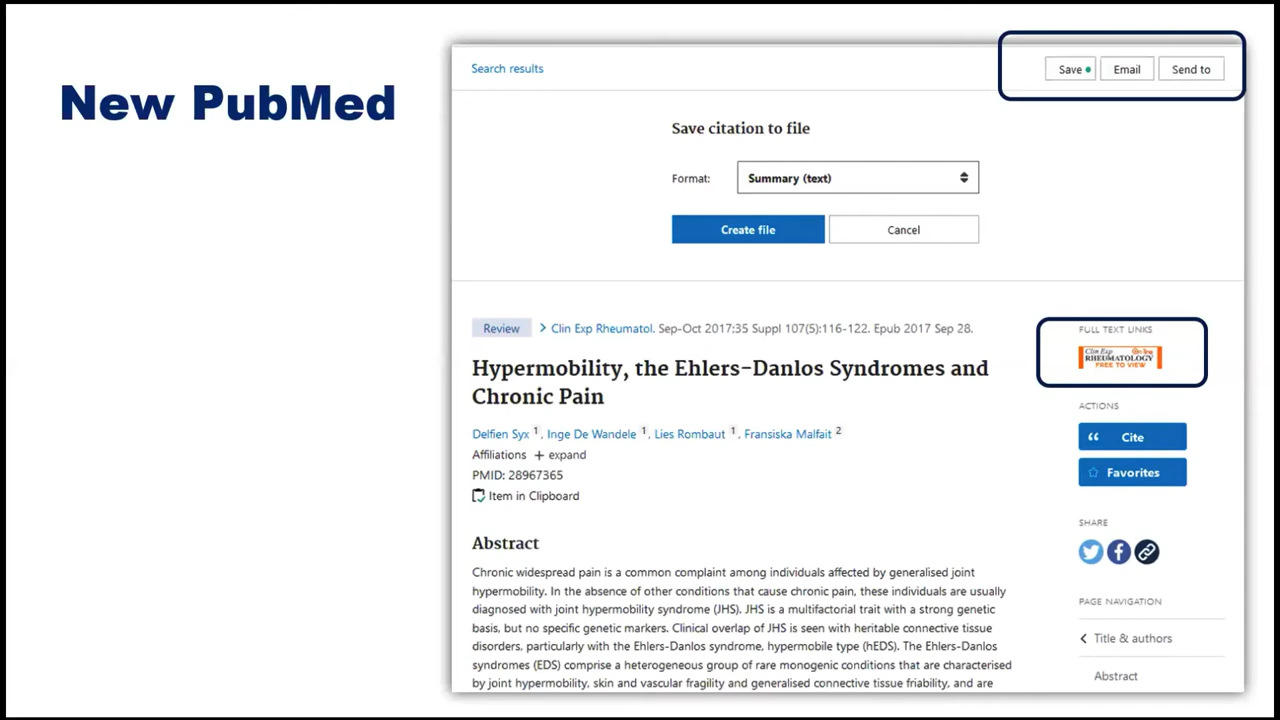 New PubMed
Search results
Save
Email
Send to
Save citation to file
Format:
Summary (text)
Create file
Cancel
Review
Clin Exp Rheumatol. Sep-Oct 2017;35 Suppl 107(5):116-122. Epub 2017 Sep 28.
Hypermobility, the Ehlers-Danlos Syndromes and
Chronic Pain
Delfien Syx 1, Inge De Wandele 1, Lies Rombaut 1, Fransiska Malfait 2
Affiliations + expand
PMID: 28967365
Item in Clipboard
Abstract
Chronic widespread pain is a common complaint among individuals affected by generalised joint
hypermobility. In the absence of other conditions that cause chronic pain, these individuals are usually
diagnosed with joint hypermobility syndrome (JHS). JHS is a multifactorial trait with a strong genetic
basis, but no specific genetic markers. Clinical overlap of JHS is seen with heritable connective tissue
disorders, particularly with the Ehlers-Danlos syndrome, hypermobile type (hEDS). The Ehlers-Danlos
syndromes (EDS) comprise a heterogeneous group of rare monogenic conditions that are characterised
by joint hypermobility, skin and vascular fragility and generalised connective tissue friability, and are
FULL TEXT LINKS
Clin Exp On line
RHEUMATOLOGY
FREE TO VIEW
ACTIONS
Cite
Favorites
SHARE
PAGE NAVIGATION
Title & authors
Abstract